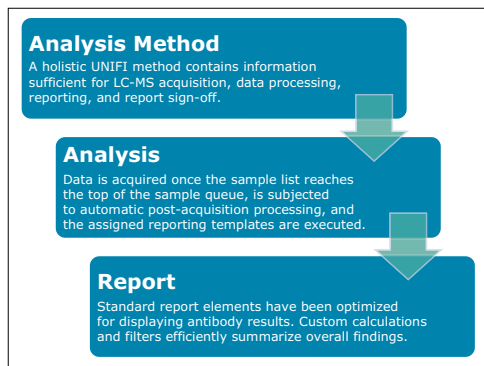 Analysis Method
A holistic UNIFI method contains information
sufficient for LC-MS acquisition, data processing,
reporting, and report sign-off.
Analysis
Data is acquired once the sample list reaches
the top of the sample queue, is subjected
to automatic post-acquisition processing, and
the assigned reporting templates are executed.
Report
Standard report elements have been optimized
for displaying antibody results. Custom calculations
and filters efficiently summarize overall findings.